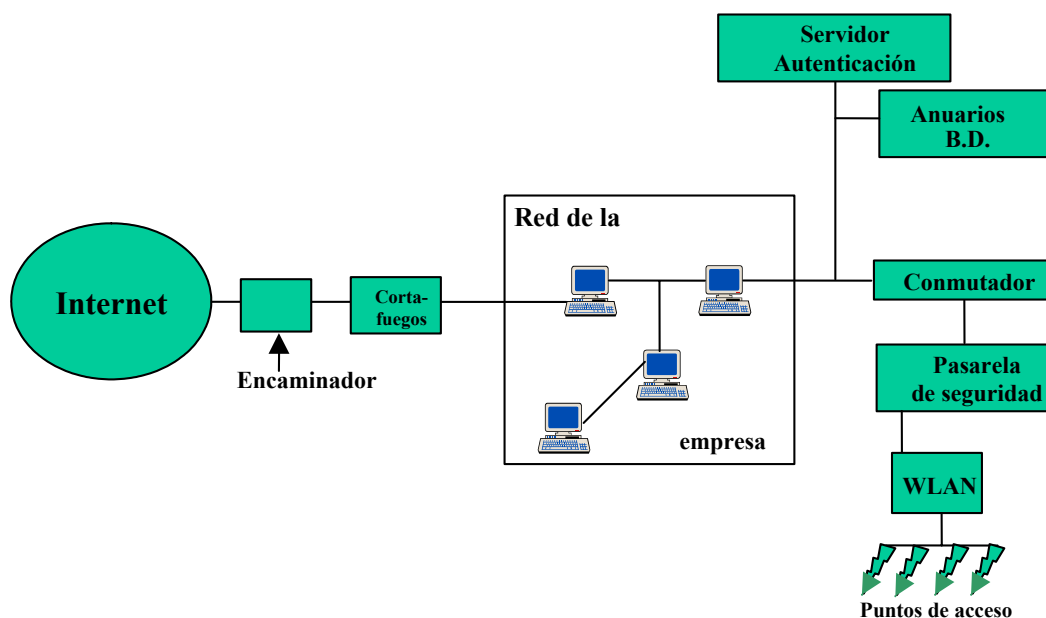 Servidor
Autenticación
Anuarios
B.D.
Red de la
Internet
Corta-
fuegos
Conmutador
Encaminador
Pasarela
de seguridad
empresa
WLAN
Puntos de acceso